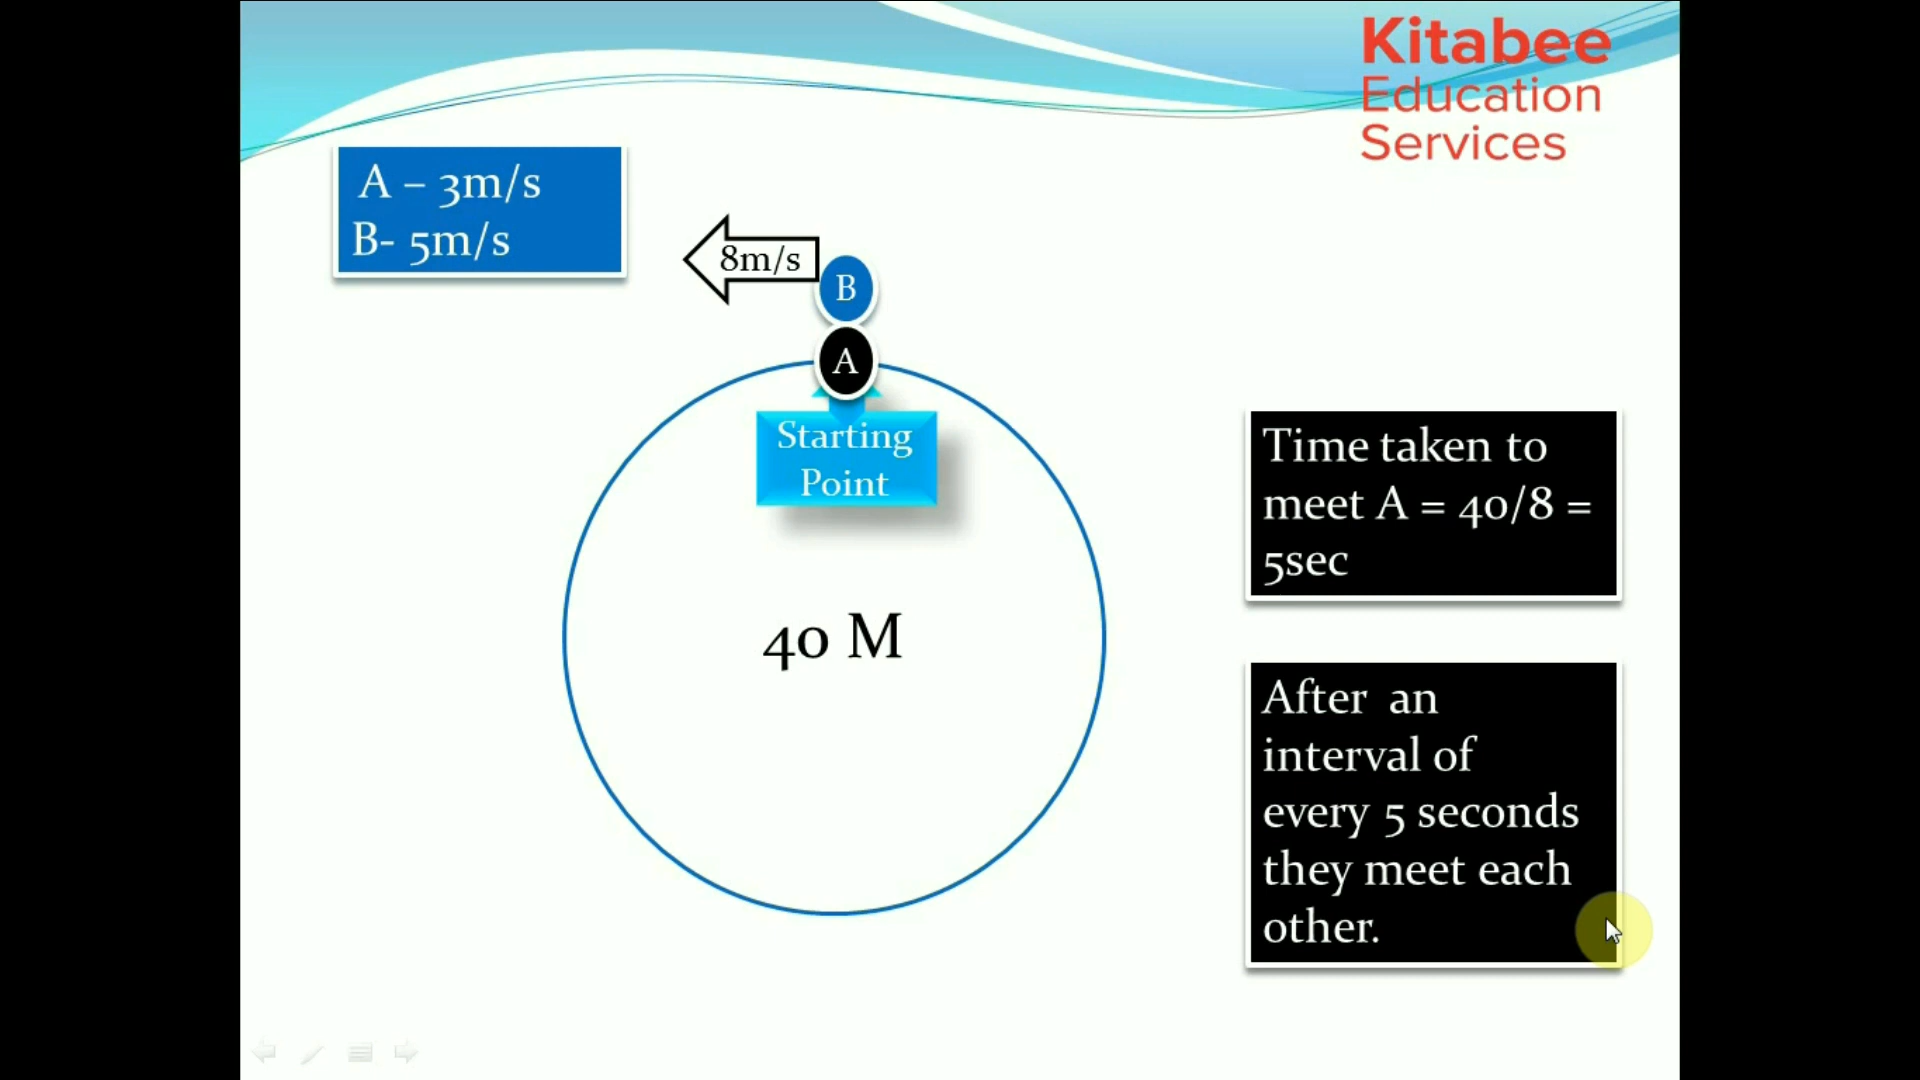 Kitabee
Education
Services
A – 3m/s
B- 5m/s
8m/s
B
A
Starting
Point
40 M
Time taken to
meet A = 40/8 =
5sec
After an
interval of
every 5 seconds
they meet each
other.